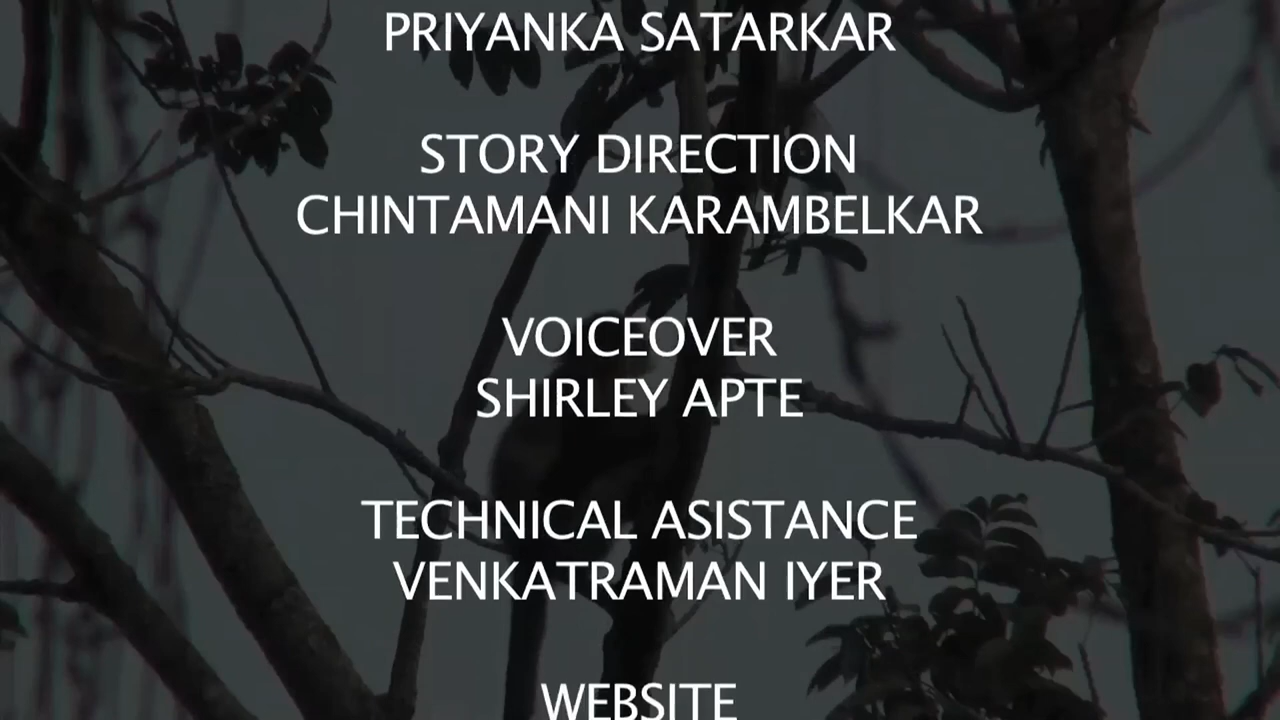 PRIYANKA SATARKAR
STORY DIRECTION
CHINTAMANI KARAMBELKAR
VOICEOVER
SHIRLEY APTE
TECHNICAL ASISTANCE
VENKATRAMAN IYER
WEBSITE